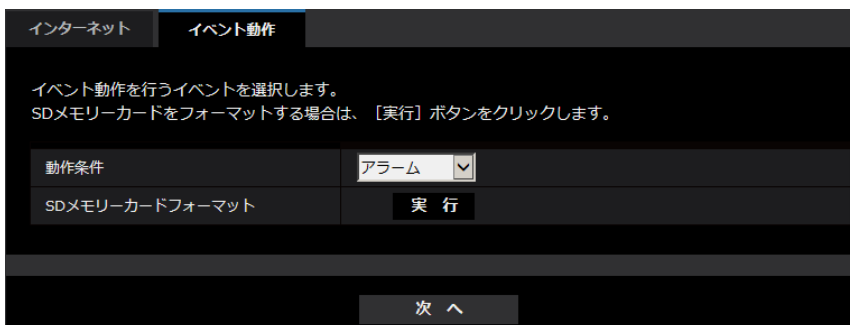 インターネット イベント動作
イベント動作を行うイベントを選択します。
SDメモリーカードをフォーマットする場合は、［実行］ボタンをクリックします。
動作条件 アラーム
SDメモリーカードフォーマット 実 行
次 へ